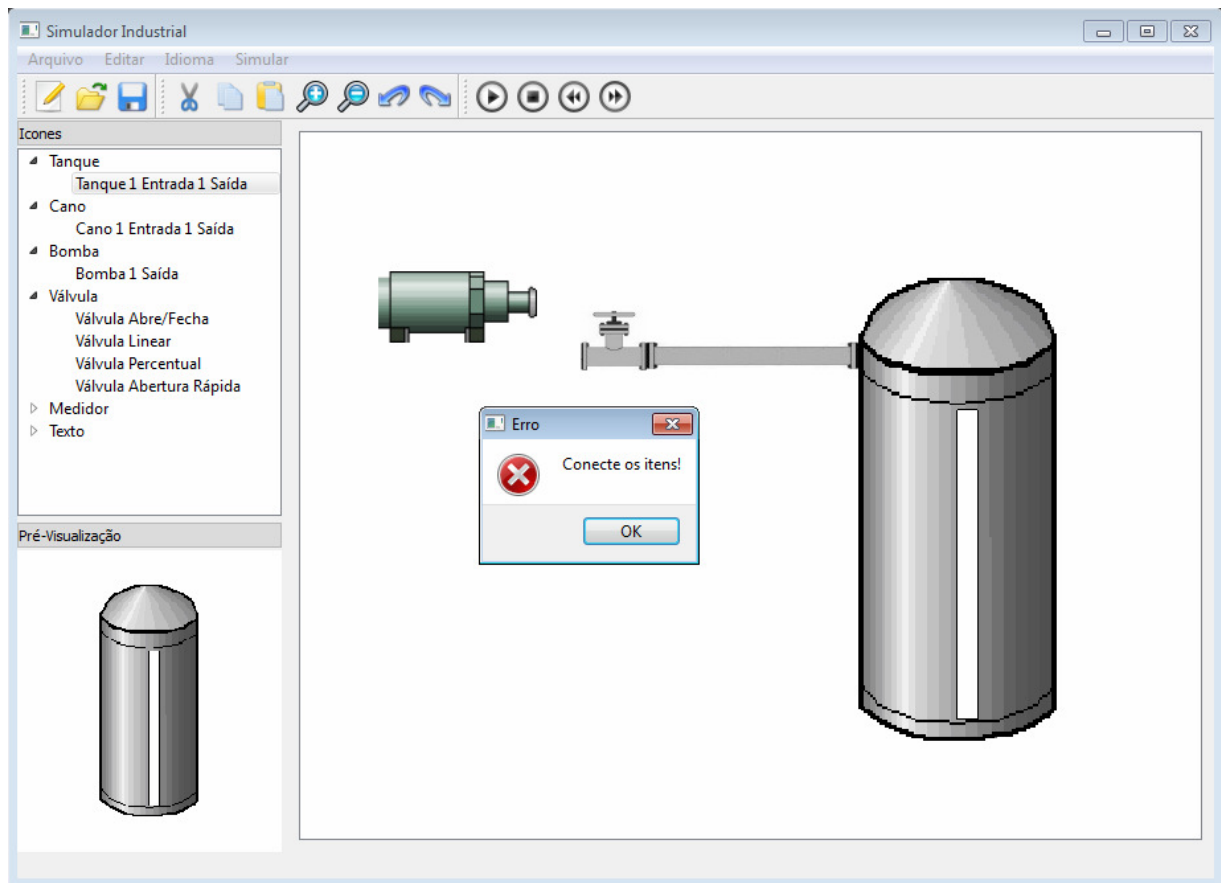 Simulador Industrial
Arquivo Editar Idioma Simular
Icones
Tanque
Tanque 1 Entrada 1 Saída
Cano
Cano 1 Entrada 1 Saída
Bomba
Bomba 1 Saída
Válvula
Válvula Abre/Fecha
Válvula Linear
Válvula Percentual
Válvula Abertura Rápida
Medidor
Texto
Pré-Visualização
Erro
Conecte os itens!
OK